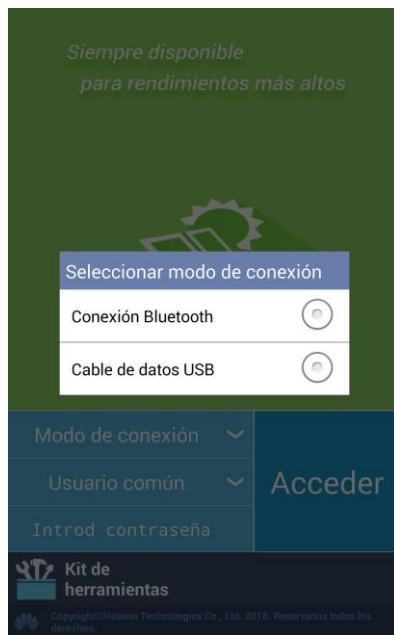 Siempre disponible
para rendimientos más altos
Seleccionar modo de conexión
Conexión Bluetooth
Cable de datos USB
Modo de conexión
Usuario común
Acceder
Introd contraseña
Kit de
herramientas
Copyright©Huawei Technologies Co., Ltd. 2016. Reservados todos los
derechos.